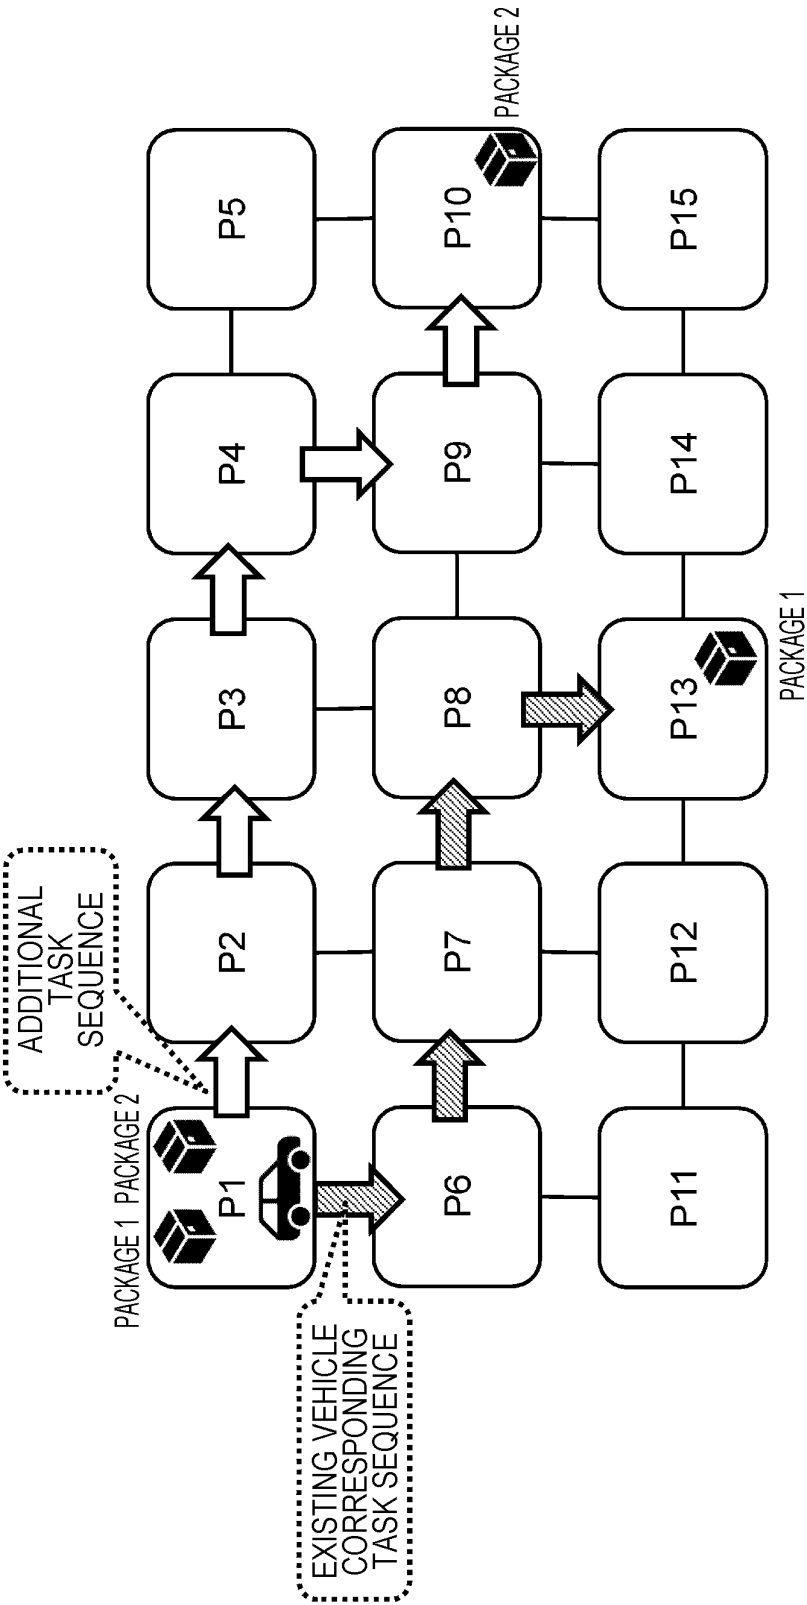 ADDITIONAL
TASK
SEQUENCE
PACKAGE 1 PACKAGE 2
P1
P2
P3
P4
P5
EXISTING VEHICLE
CORRESPONDING
TASK SEQUENCE
P6
P7
P8
P9
P10
PACKAGE 2
P11
P12
P13
P14
P15
PACKAGE 1